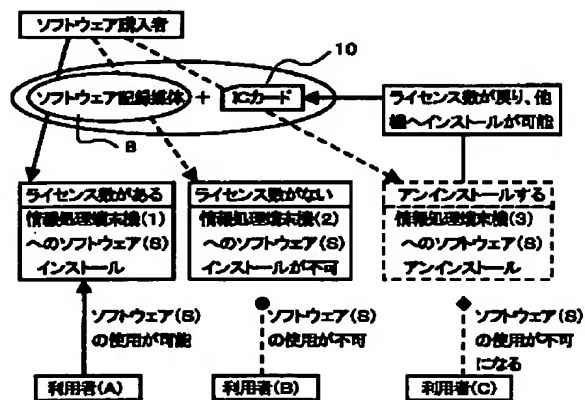 ソフトウェア購入者
10
ソフトウェア記録媒体
+
ICカード
B
ライセンス数が戻り、他
機へインストールが可能
ライセンス数がある
情報処理端末機(1)
へのソフトウェア(S)
インストール
ライセンス数がない
情報処理端末機(2)
へのソフトウェア(S)
インストールが不可
アンインストールする
情報処理端末機(3)
へのソフトウェア(S)
アンインストール
ソフトウェア(S)
の使用が可能
ソフトウェア(S)
の使用が不可
ソフトウェア(S)
の使用が不可
になる
利用者(A)
利用者(B)
利用者(C)